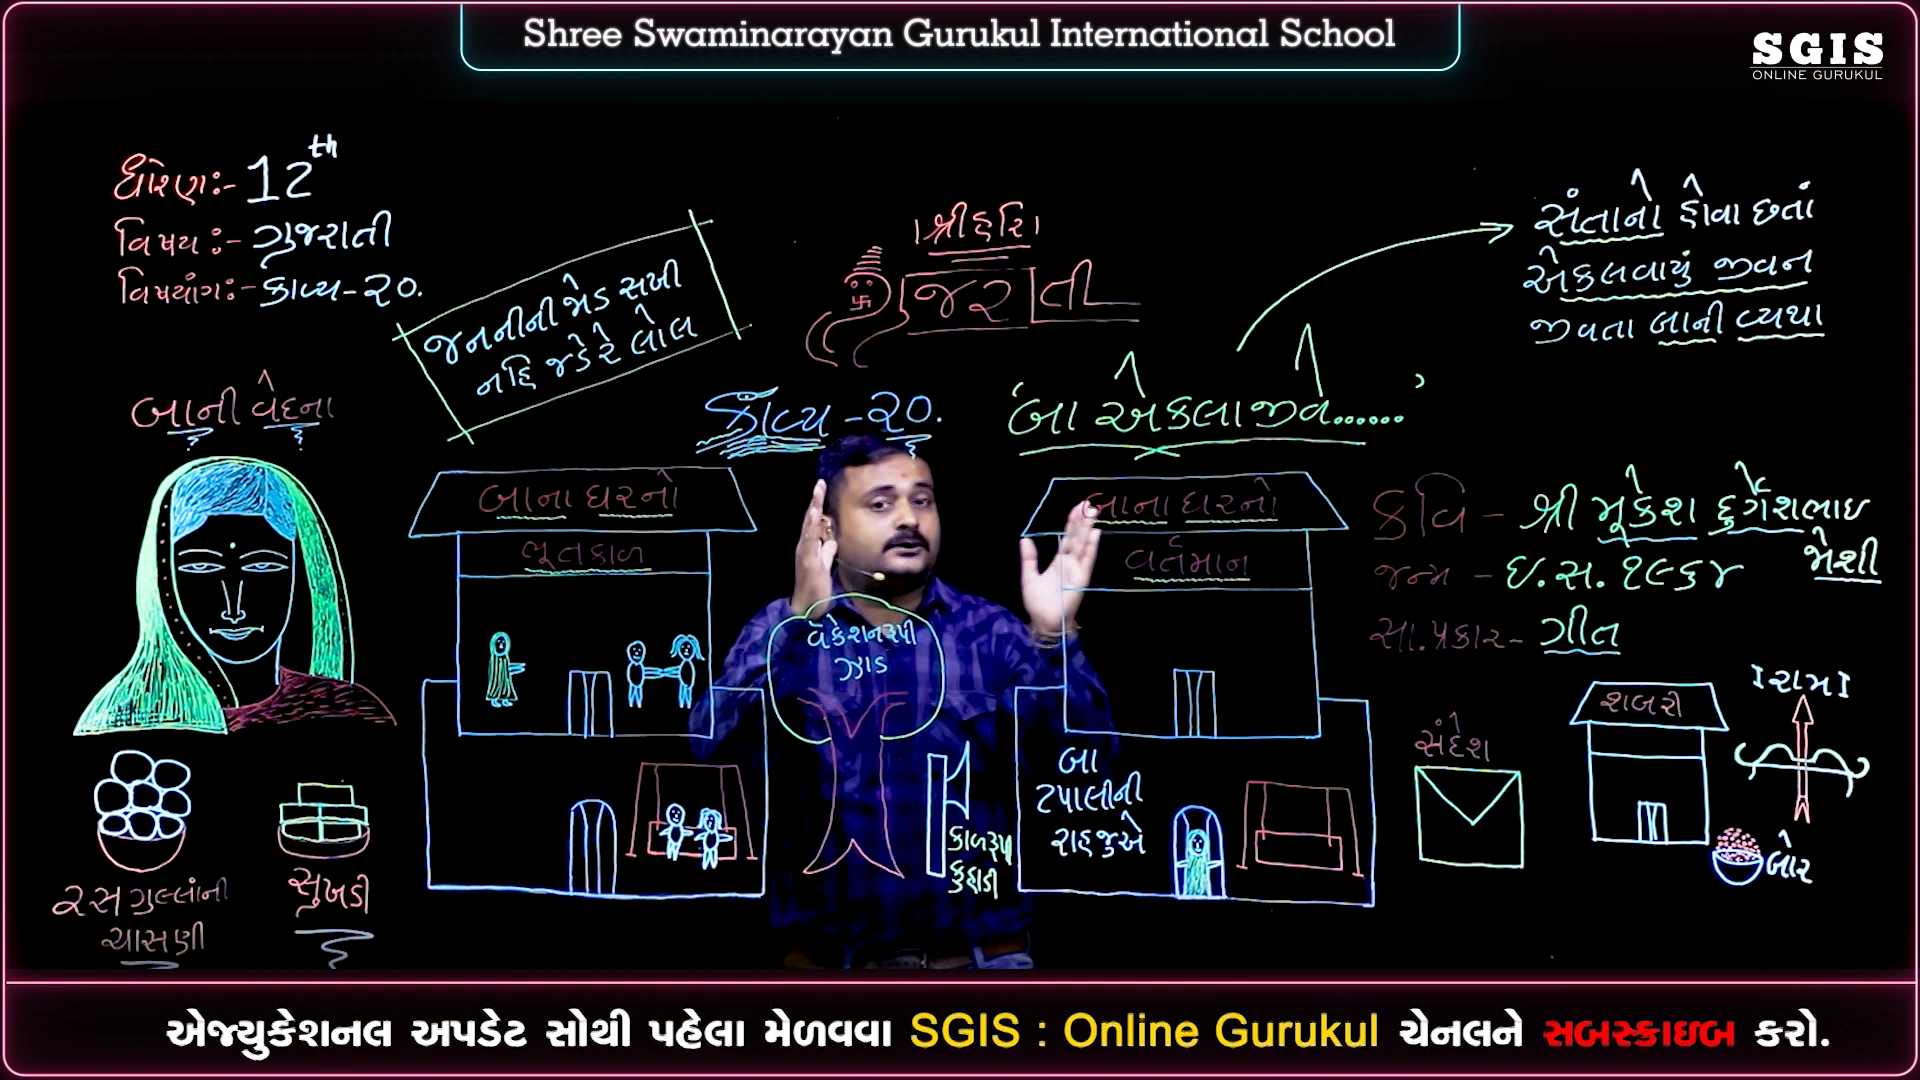 Shree Swaminarayan Gurukul International School
SGIS
ONLINE GURUKUL
ધોરણઃ- 12th
વિષયઃ- ગુજરાતી
વિષયાંગઃ- કાવ્ય-૨૦.
જનનીની જોડ સખી
નહિ જડે રે લોલ
।શ્રીહરિ।
જરતી
સંતાનો હોવા છતાં
એકલવાયું જીવન
જીવતા બાની વ્યથા
બાની વેદના
કાવ્ય-૨૦.
'બા એકલા જીવે......'
બાના ઘરનો
ભૂતકાળ
વેકેશનરૂપી
ઝાડ
કાળરૂપી
કુહાડી
બાના ઘરનો
વર્તમાન
બા
ટપાલીની
રાહ જુએ
કવિ - શ્રી મૂકેશ દુર્ગેશભાઇ
જોશી
જન્મ - ઇ.સ. ૧૯૬૪
સા.પ્રકાર- ગીત
સંદેશ
શબરી
।રામ।
બોર
રસગુલ્લાંની
ચાસણી
સુખડી
એજ્યુકેશનલ અપડેટ સૌથી પહેલા મેળવવા SGIS : Online Gurukul ચેનલને સબસ્ક્રાઇબ કરો.